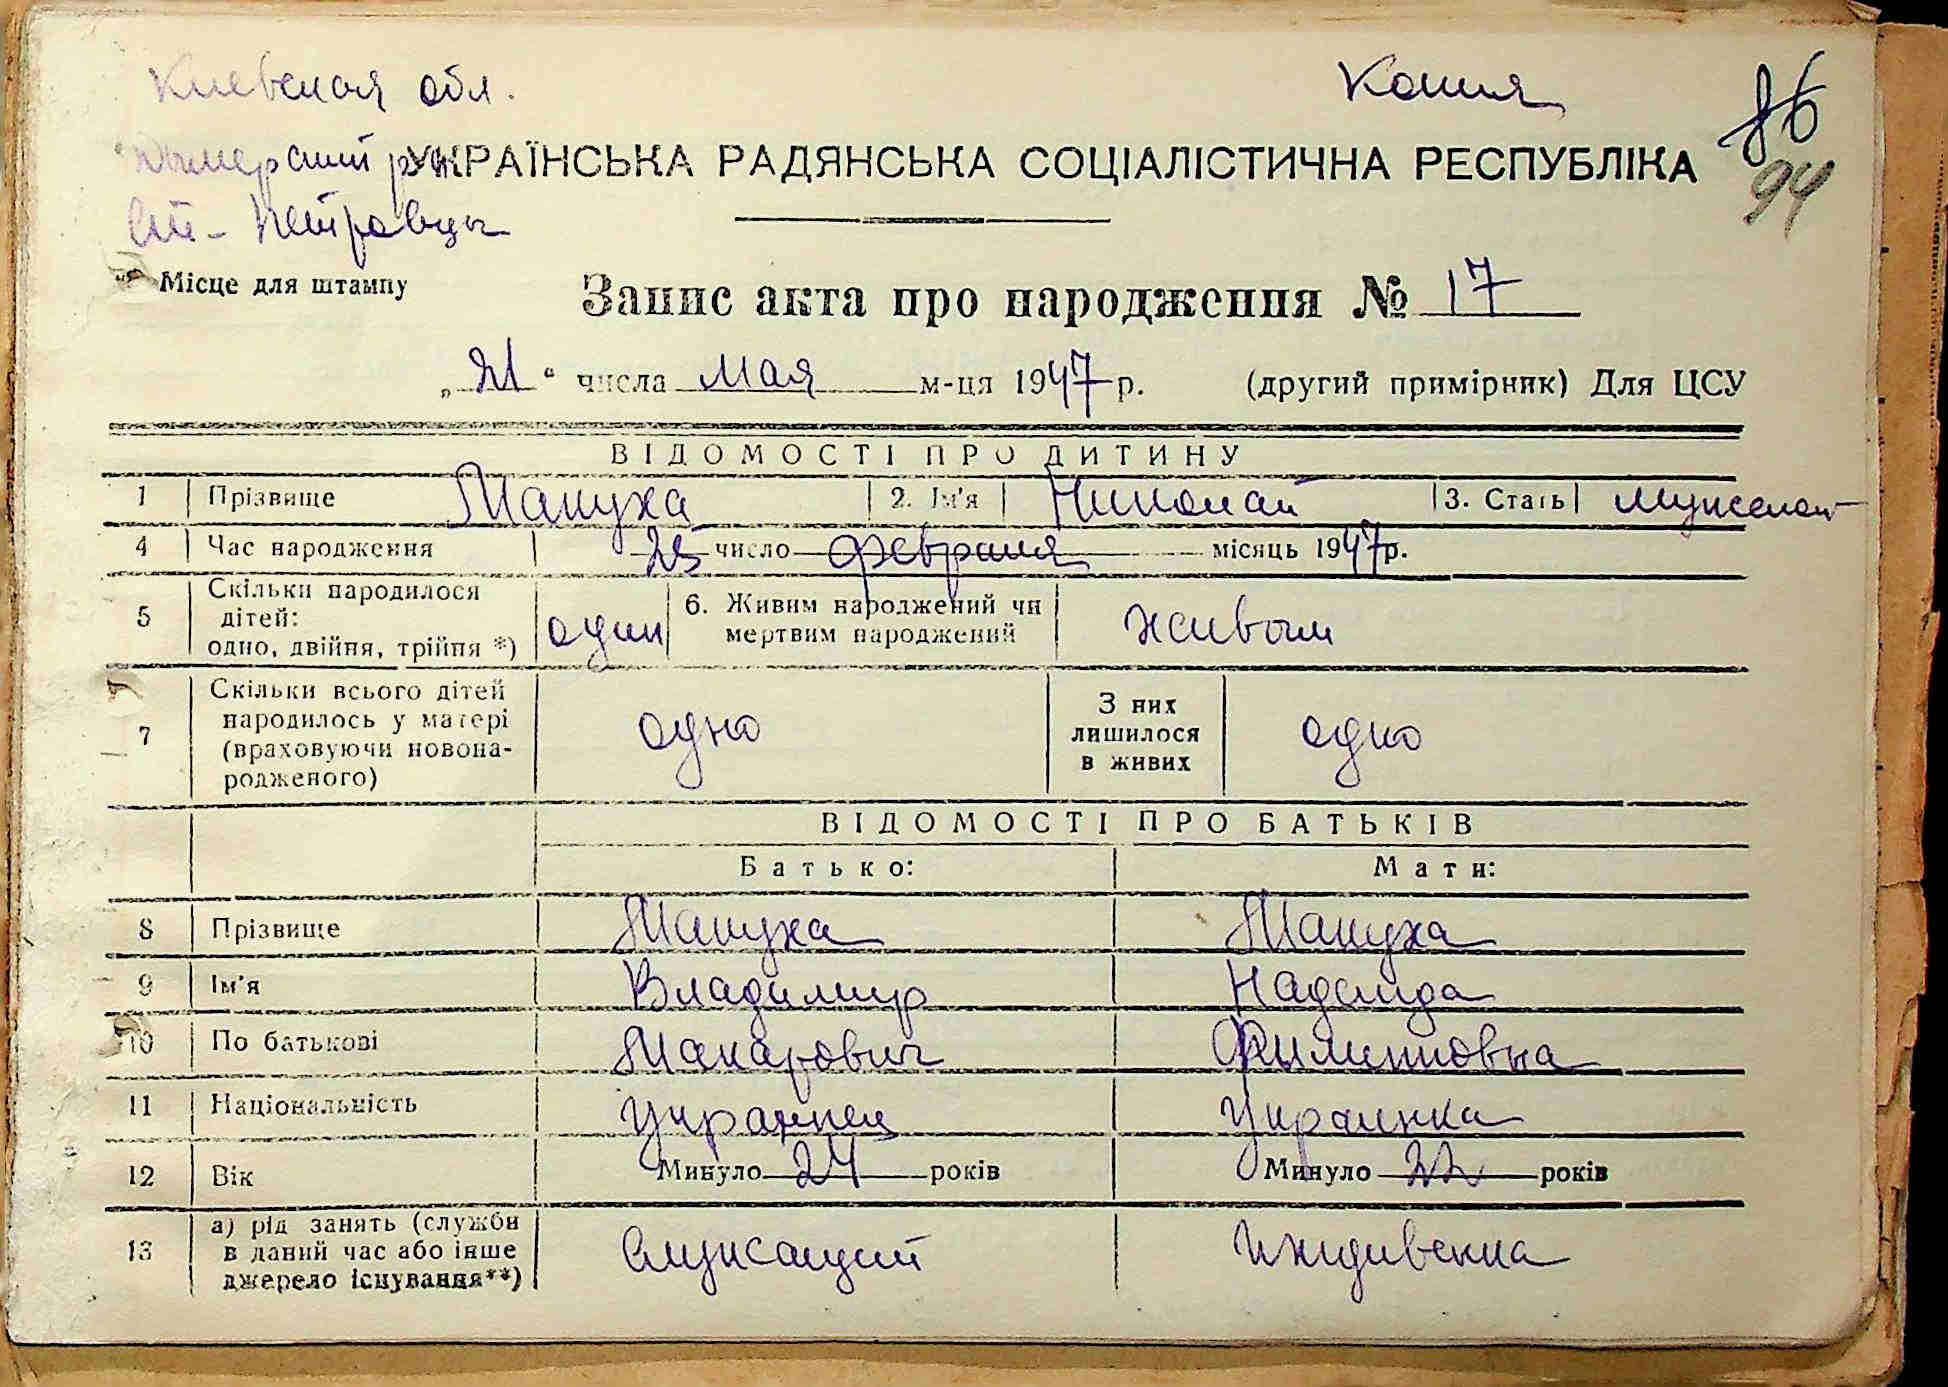 Киевская обл.
Копия
86
Дымерский р-н
УКРАЇНСЬКА РАДЯНСЬКА СОЦІАЛІСТИЧНА РЕСПУБЛІКА
94
Ст-Петровцы
Місце для штампу
Запис акта про народження № 17
„21“ числа мая м-ця 1947 р. (другий примірник) Для ЦСУ
ВІДОМОСТІ ПРО ДИТИНУ
1 Прізвище Мануха 2. Ім'я Николай 3. Стать мужской
4 Час народження 25 число февраля місяць 1947р.
5 Скільки народилося дітей: одно, двійня, трійня *) один 6. Живим народжений чи мертвим народжений живым
7 Скільки всього дітей народилось у матері (враховуючи новонародженого) одно З них лишилося в живих одно
ВІДОМОСТІ ПРО БАТЬКІВ
Батько: Мати:
8 Прізвище Мануха Мануха
9 Ім'я Владимир Надежда
10 По батькові Макарович Филипповна
11 Національність Украинец Украинка
12 Вік Минуло 24 років Минуло 22 років
13 а) рід занять (служби в даний час або інше джерело існування**) Служащий Иждивенка